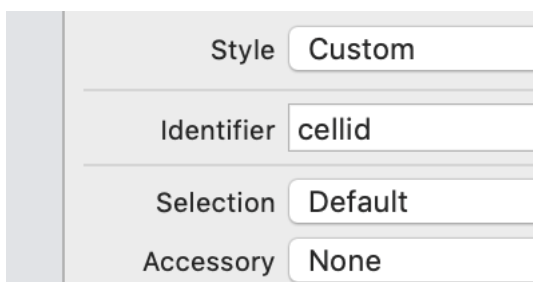 Style Custom
Identifier cellid
Selection Default
Accessory None